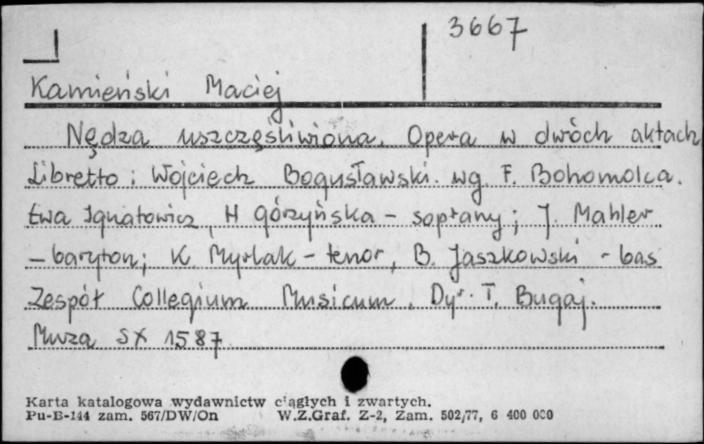 3667
Kamieński Maciej
Nędza uszczęśliwiona. Opera w dwóch aktach
Libretto: Wojciech Bogusławski. wg F. Bohomolca.
Ewa Ignatowicz, H Górzyńska - soprany; J. Mahler
- baryton; K. Myrlak - tenor, B. Jaszkowski - bas
Zespół Collegium Musicum. Dyr. T. Bugaj.
Muza SX 1587
Karta katalogowa wydawnictw ciągłych i zwartych.
Pu-B-144 zam. 567/DW/On W.Z.Graf. Z-2, Zam. 502/77, 6 400 000